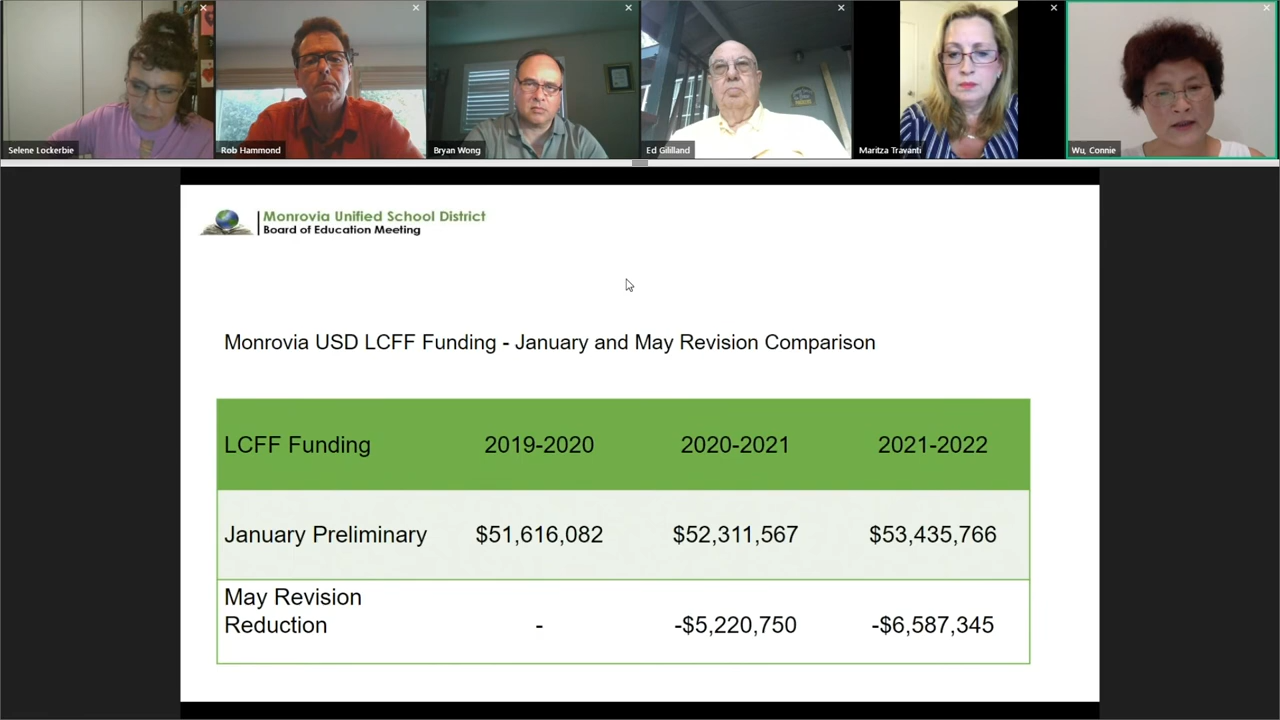 Selene Lockerbie
Rob Hammond
Bryan Wong
Ed Gililland
Maritza Travanti
Wu, Connie
Monrovia Unified School District
Board of Education Meeting
Monrovia USD LCFF Funding - January and May Revision Comparison
LCFF Funding 2019-2020 2020-2021 2021-2022
January Preliminary $51,616,082 $52,311,567 $53,435,766
May Revision
Reduction - -$5,220,750 -$6,587,345